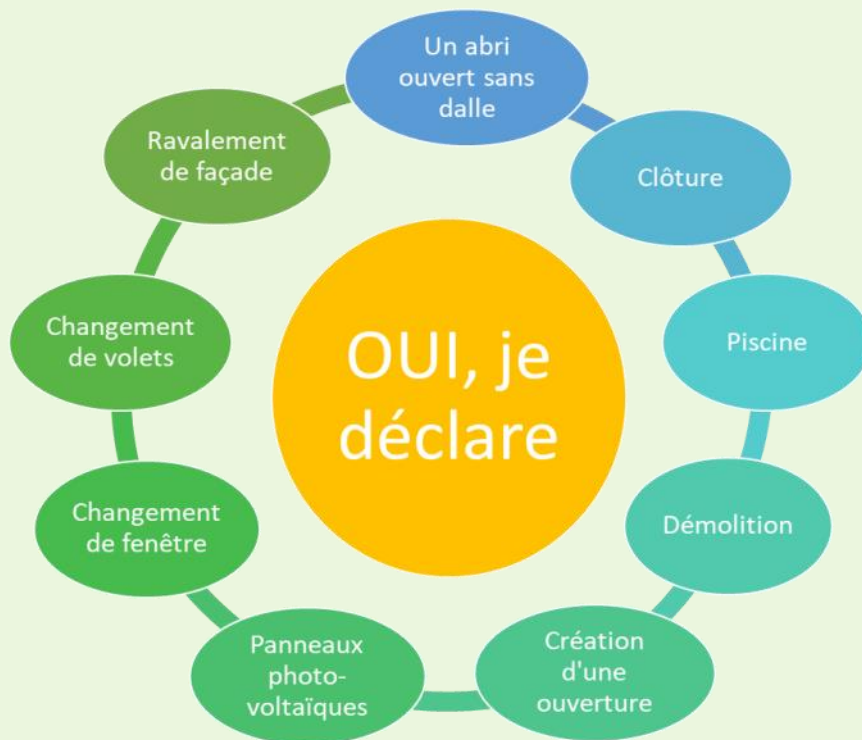 Un abri
ouvert sans
dalle
Clôture
Piscine
Démolition
Création
d'une
ouverture
Panneaux
photo-
voltaïques
Changement
de fenêtre
Changement
de volets
Ravalement
de façade
OUI, je
déclare